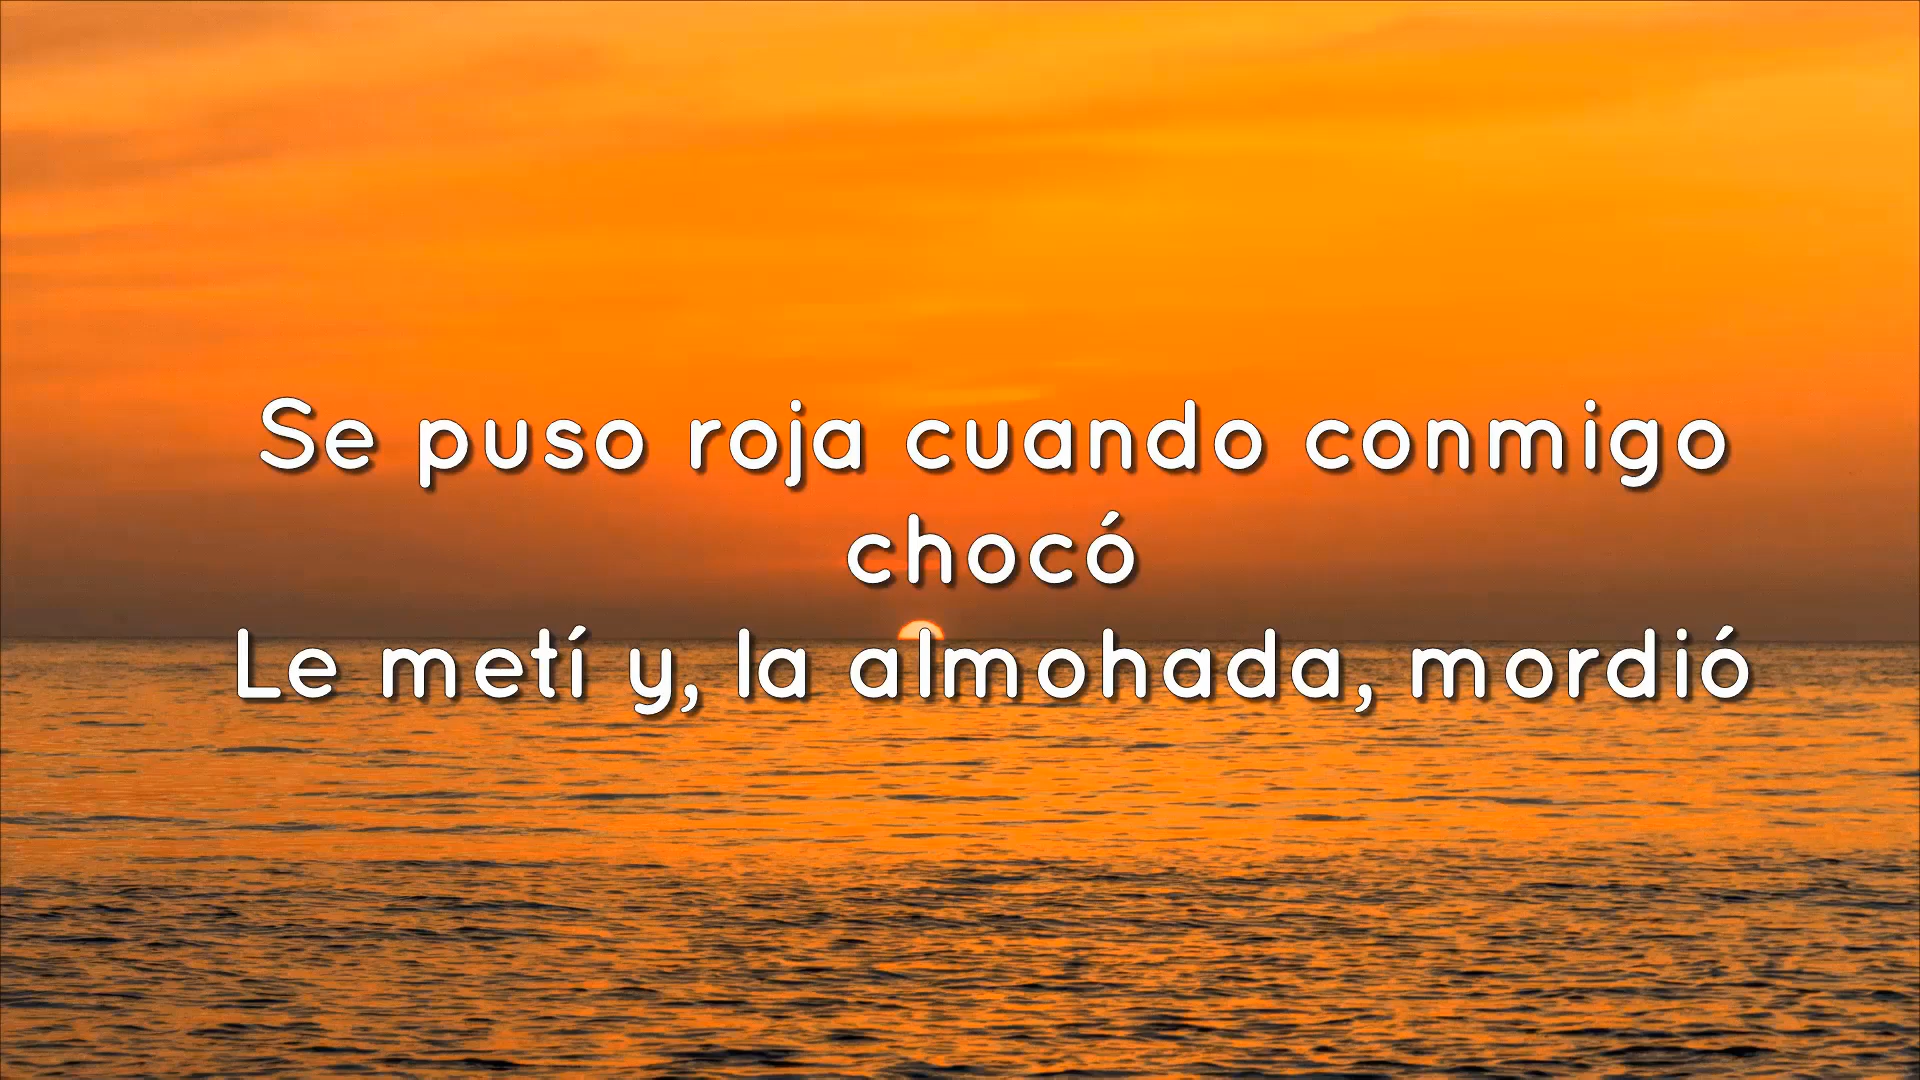 Se puso roja cuando conmigo
chocó
Le metí y, la almohada, mordió